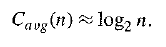 C_avg(n) ≈ log₂ n.